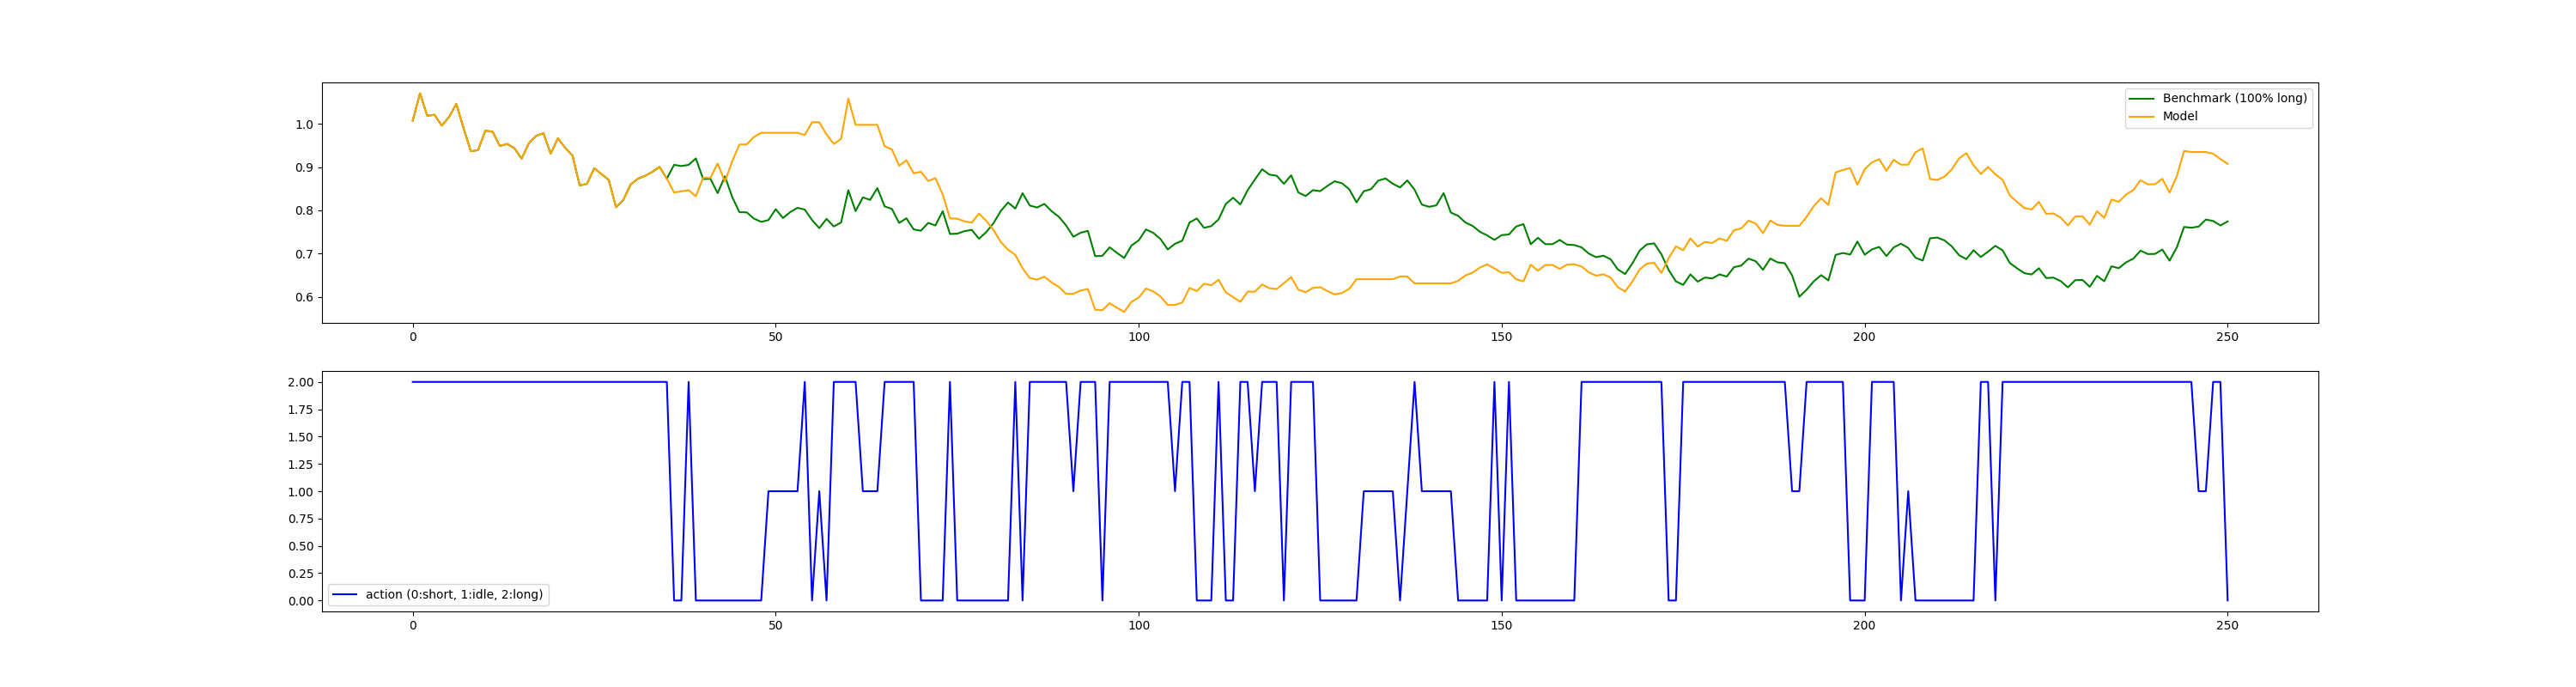 Benchmark (100% long)
Model
1.0
0.9
0.8
0.7
0.6
0 50 100 150 200 250
2.00
1.75
1.50
1.25
1.00
0.75
0.50
0.25
0.00
action (0:short, 1:idle, 2:long)
0 50 100 150 200 250